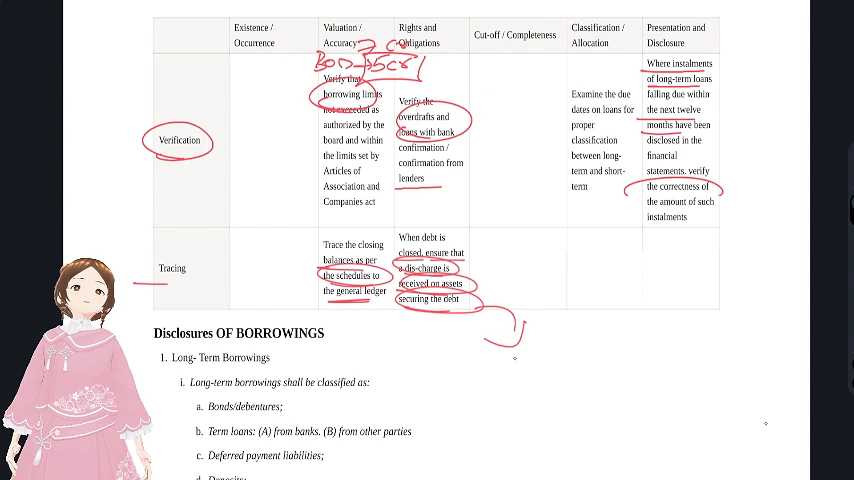 Existence /
Occurrence
Valuation /
Accuracy
Rights and
Obligations
Cut-off / Completeness
Classification /
Allocation
Presentation and
Disclosure
BOD → 5Cr
Verification
Verify that
borrowing limits
not exceeded as
authorized by the
board and within
the limits set by
Articles of
Association and
Companies act
Verify the
overdrafts and
loans with bank
confirmation /
confirmation from
lenders
Examine the due
dates on loans for
proper
classification
between long-
term and short-
term
Where instalments
of long-term loans
falling due within
the next twelve
months have been
disclosed in the
financial
statements. verify
the correctness of
the amount of such
instalments
Tracing
Trace the closing
balances as per
the schedules to
the general ledger
When debt is
closed, ensure that
a dis-charge is
received on assets
securing the debt
Disclosures OF BORROWINGS
1. Long- Term Borrowings
i. Long-term borrowings shall be classified as:
a. Bonds/debentures;
b. Term loans: (A) from banks. (B) from other parties
c. Deferred payment liabilities;
d. Deposits;